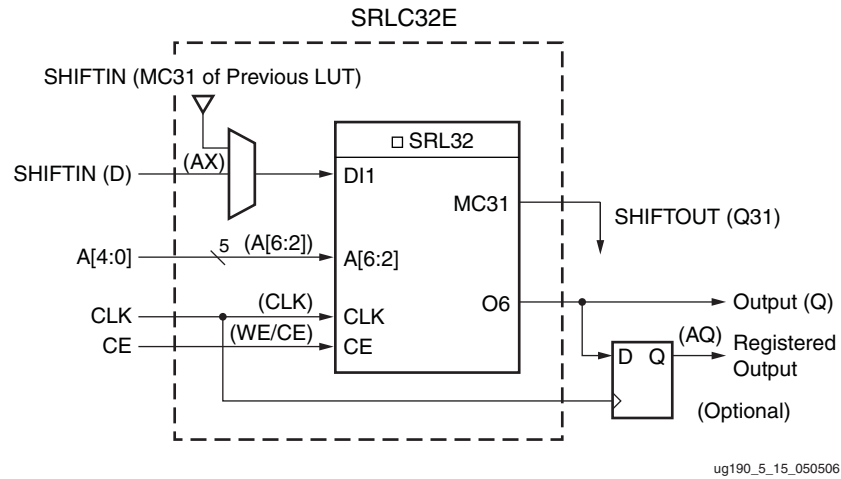 SRLC32E
SHIFTIN (MC31 of Previous LUT)
□ SRL32
SHIFTIN (D)
(AX)
DI1
MC31
SHIFTOUT (Q31)
A[4:0]
5
(A[6:2])
A[6:2]
CLK
(CLK)
CLK
O6
Output (Q)
CE
(WE/CE)
CE
D Q
(AQ)
Registered
Output
(Optional)
ug190_5_15_050506